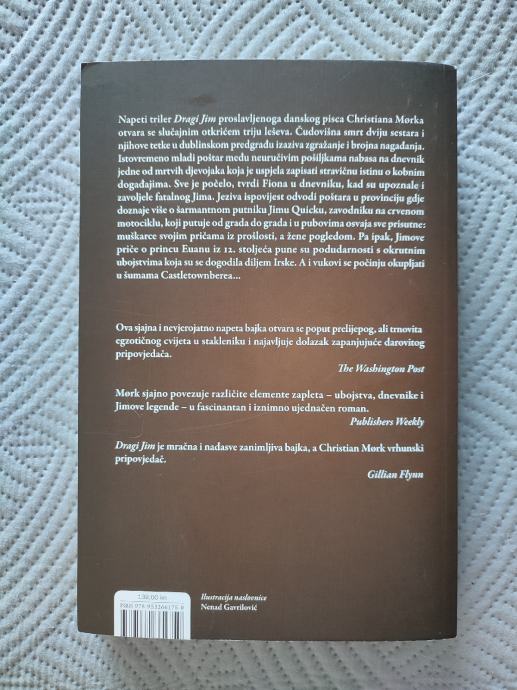 Napeti triler Dragi Jim proslavljenoga danskog pisca Christiana Mørka
otvara se slučajnim otkrićem triju leševa. Čudovišna smrt dviju sestara i
njihove tetke u dublinskom predgrađu izaziva zgražanje i brojna nagađanja.
Istovremeno mladi poštar među neuručivim pošiljkama nabasa na dnevnik
jedne od mrtvih djevojaka koja je uspjela zapisati stravičnu istinu o kobnim
događajima. Sve je počelo, tvrdi Fiona u dnevniku, kad su upoznale i
zavoljele fatalnog Jima. Jeziva ispovijest odvodi poštara u provinciju gdje
doznaje više o šarmantnom putniku Jimu Quicku, zavodniku na crvenom
motociklu, koji putuje od grada do grada i u pubovima osvaja sve prisutne:
muškarce svojim pričama iz prošlosti, a žene pogledom. Pa ipak, Jimove
priče o princu Euanu iz 12. stoljeća pune su podudarnosti s okrutnim
ubojstvima koja su se dogodila diljem Irske. A i vukovi se počinju okupljati
u šumama Castletownberea...
Ova sjajna i nevjerojatno napeta bajka otvara se poput prelijepog, ali trnovita
egzotičnog cvijeta u stakleniku i najavljuje dolazak zapanjujuće darovitog
pripovjedača.
The Washington Post
Mørk sjajno povezuje različite elemente zapleta – ubojstva, dnevnike i
Jimove legende – u fascinantan i iznimno ujednačen roman.
Publishers Weekly
Dragi Jim je mračna i nadasve zanimljiva bajka, a Christian Mørk vrhunski
pripovjedač.
Gillian Flynn
139,00 kn
ISBN 978 953266175 8
Ilustracija naslovnice
Nenad Gavrilović